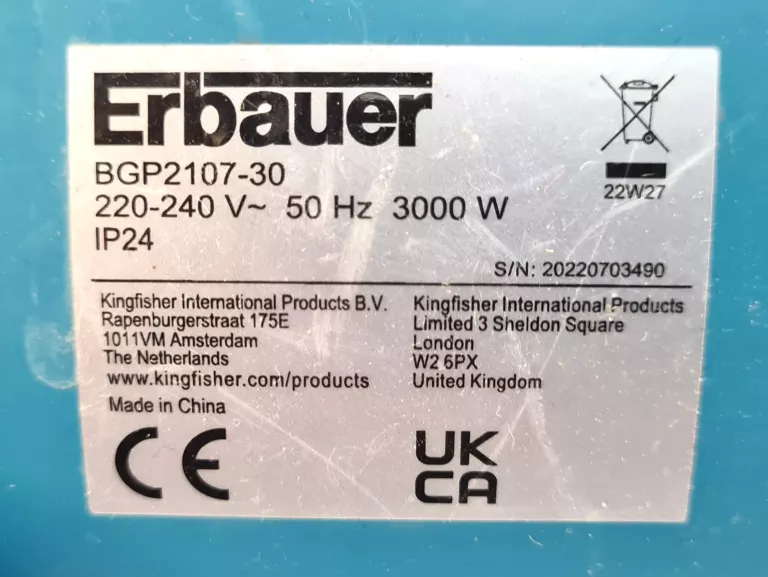 Erbauer
BGP2107-30
220-240 V~ 50 Hz 3000 W
IP24
22W27
S/N: 20220703490
Kingfisher International Products B.V.
Rapenburgerstraat 175E
1011VM Amsterdam
The Netherlands
www.kingfisher.com/products
Kingfisher International Products
Limited 3 Sheldon Square
London
W2 6PX
United Kingdom
Made in China
CE
UK
CA